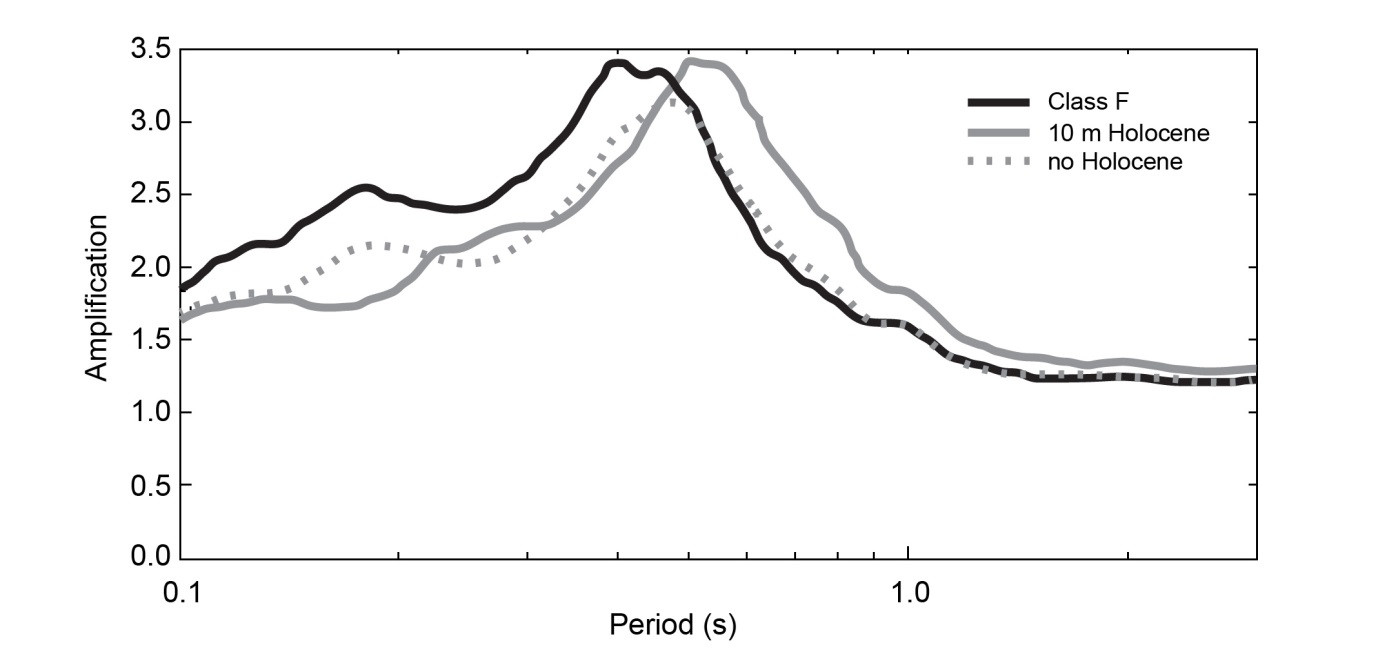 3.5
3.0
2.5
2.0
1.5
1.0
0.5
0.0
Amplification
0.1
1.0
Period (s)
Class F
10 m Holocene
no Holocene